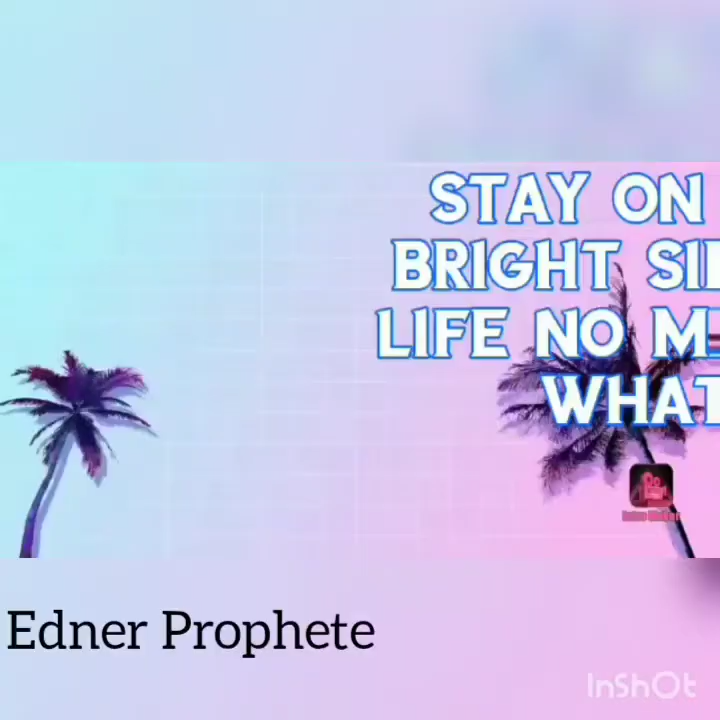 STAY ON
BRIGHT SI
LIFE NO M
WHAT
Edner Prophete
InShOt